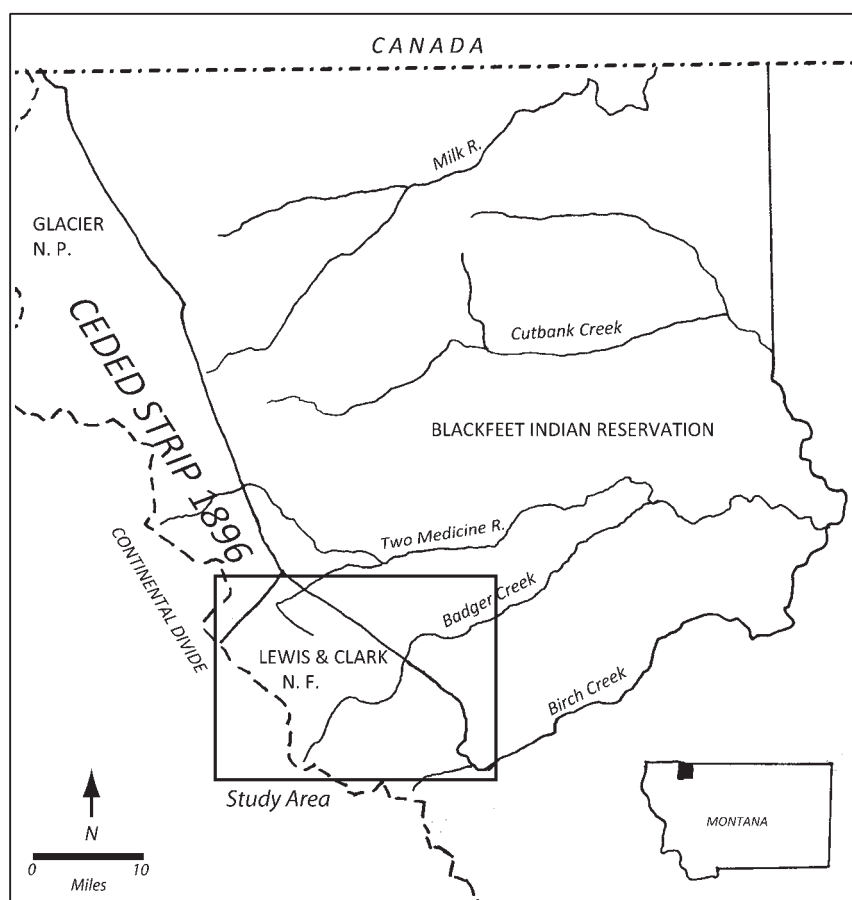 CANADA
Milk R.
GLACIER
N. P.
CEDED STRIP 1896
Cutbank Creek
BLACKFEET INDIAN RESERVATION
Two Medicine R.
CONTINENTAL DIVIDE
Badger Creek
LEWIS & CLARK
N. F.
Birch Creek
Study Area
N
0 10
Miles
MONTANA